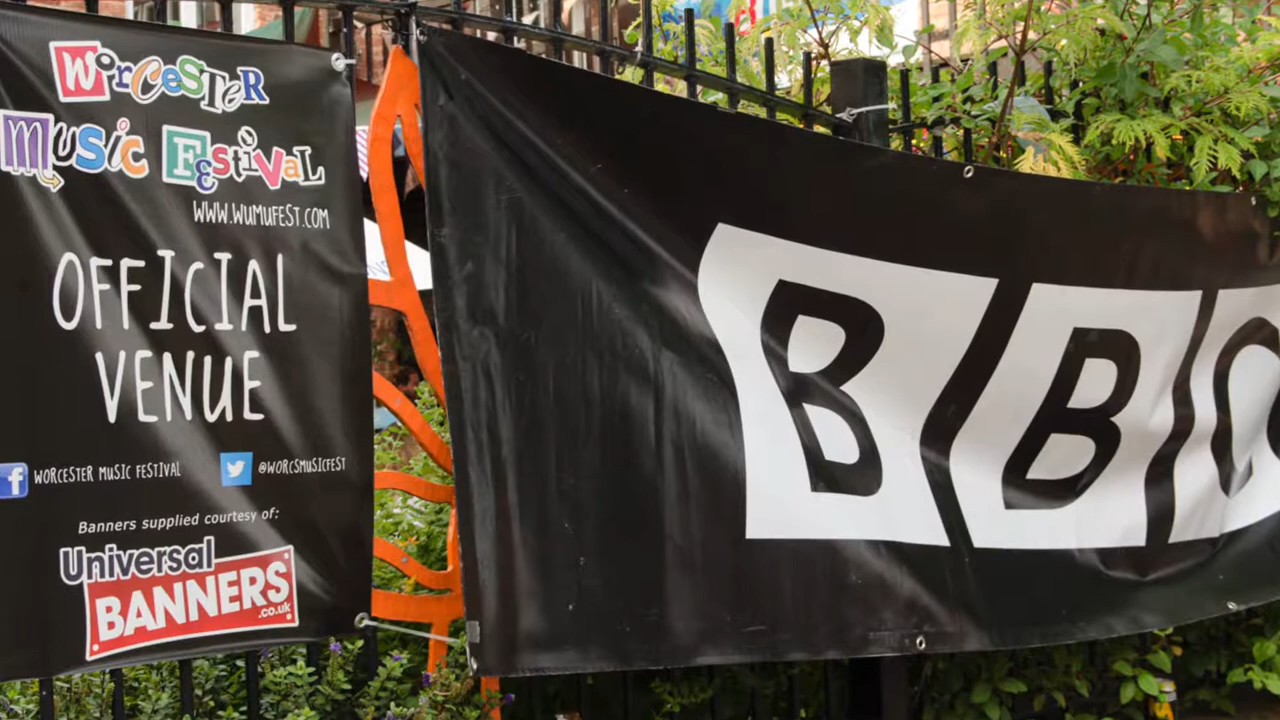 WorcesteR
Music Festival
WWW.WUMUFEST.COM
OFFICIAL
VENUE
f WORCESTER MUSIC FESTIVAL @WORCSMUSICFEST
Banners supplied courtesy of:
Universal
BANNERS
.co.uk
BBC